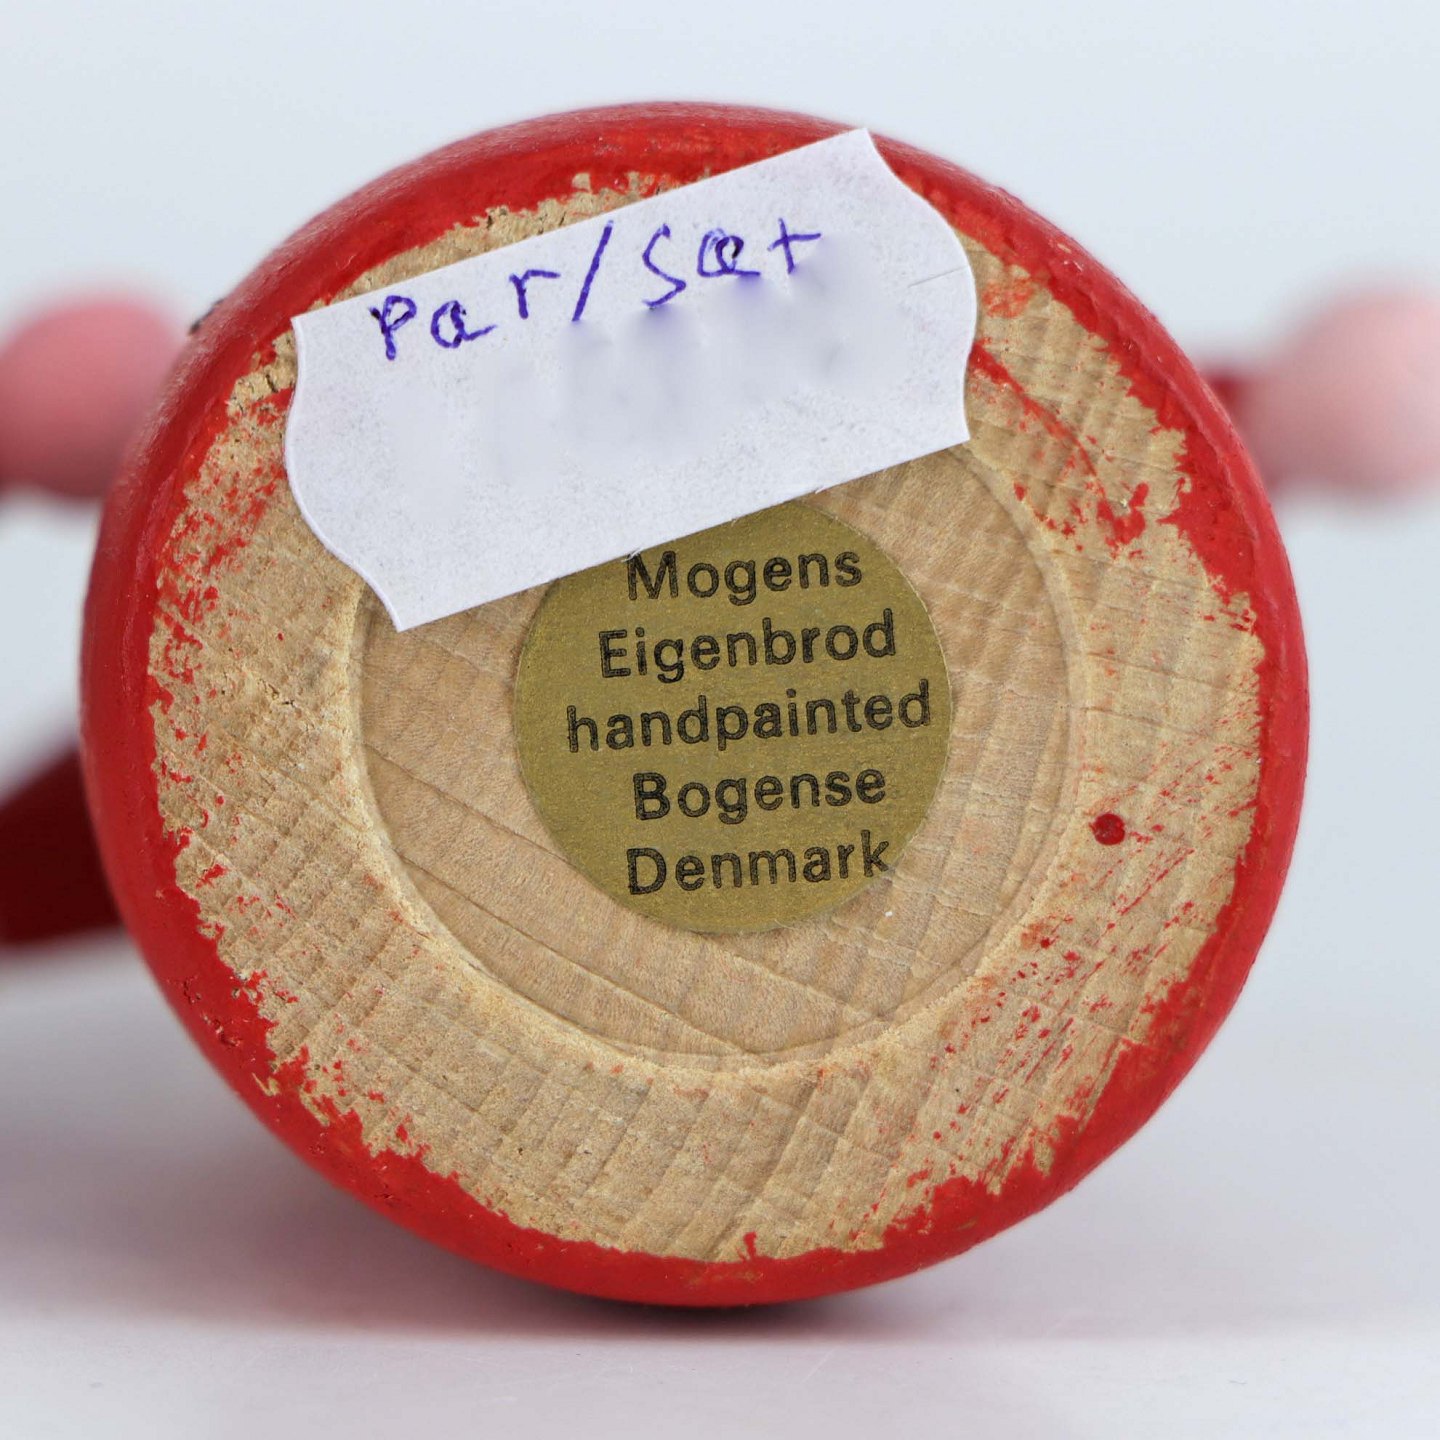 Par/sæt
Mogens
Eigenbrod
handpainted
Bogense
Denmark